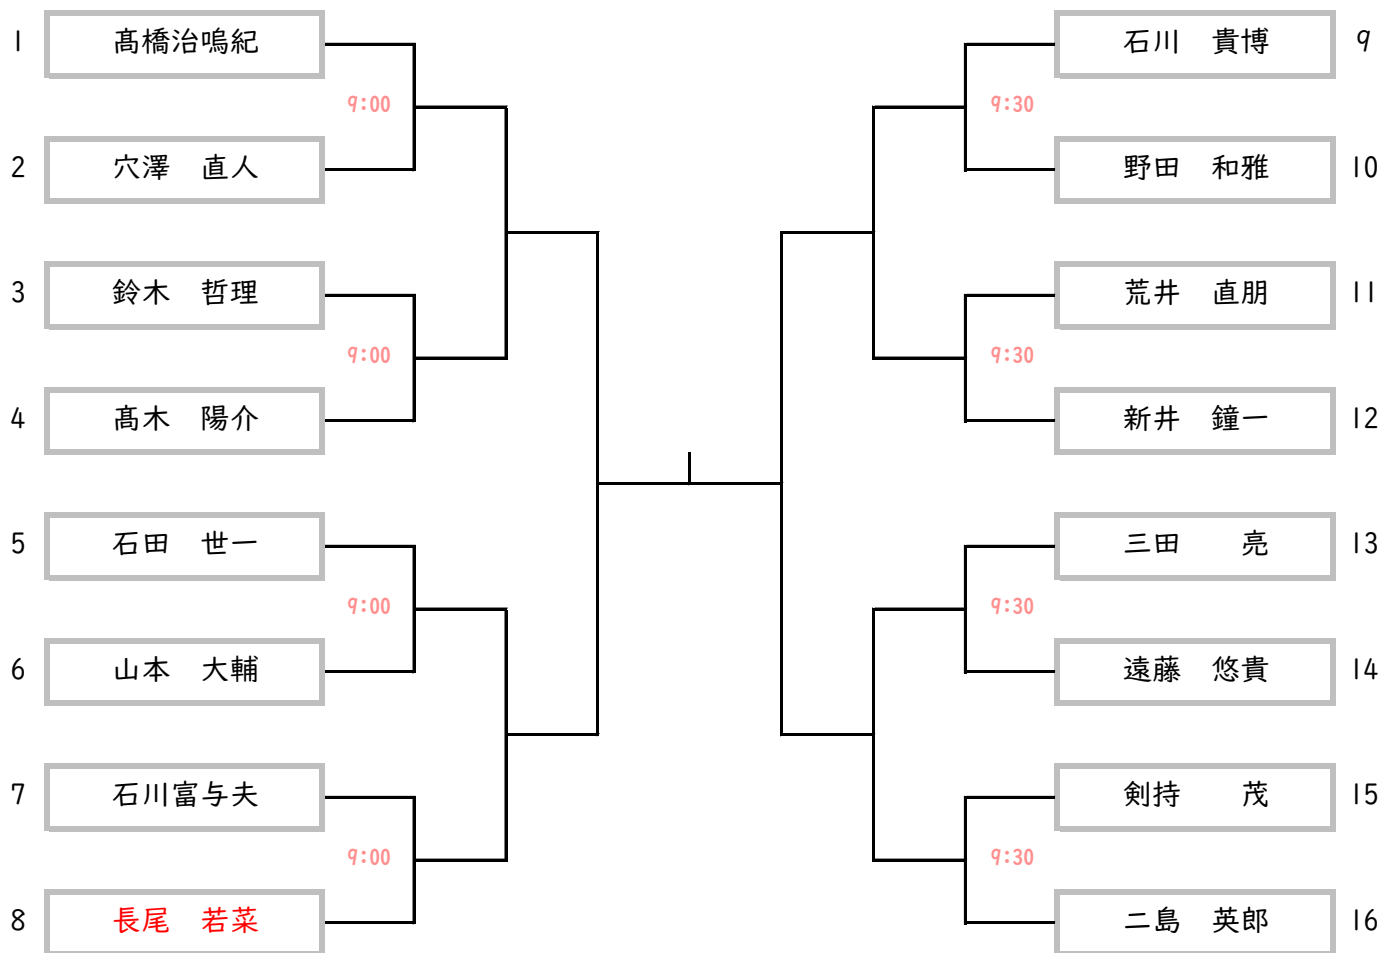 1 髙橋治鳴紀
9:00
2 穴澤　直人
3 鈴木　哲理
9:00
4 髙木　陽介
5 石田　世一
9:00
6 山本　大輔
7 石川富与夫
9:00
8 長尾　若菜
石川　貴博 9
9:30
野田　和雅 10
荒井　直朋 11
9:30
新井　鐘一 12
三田　　亮 13
9:30
遠藤　悠貴 14
剣持　　茂 15
9:30
二島　英郎 16